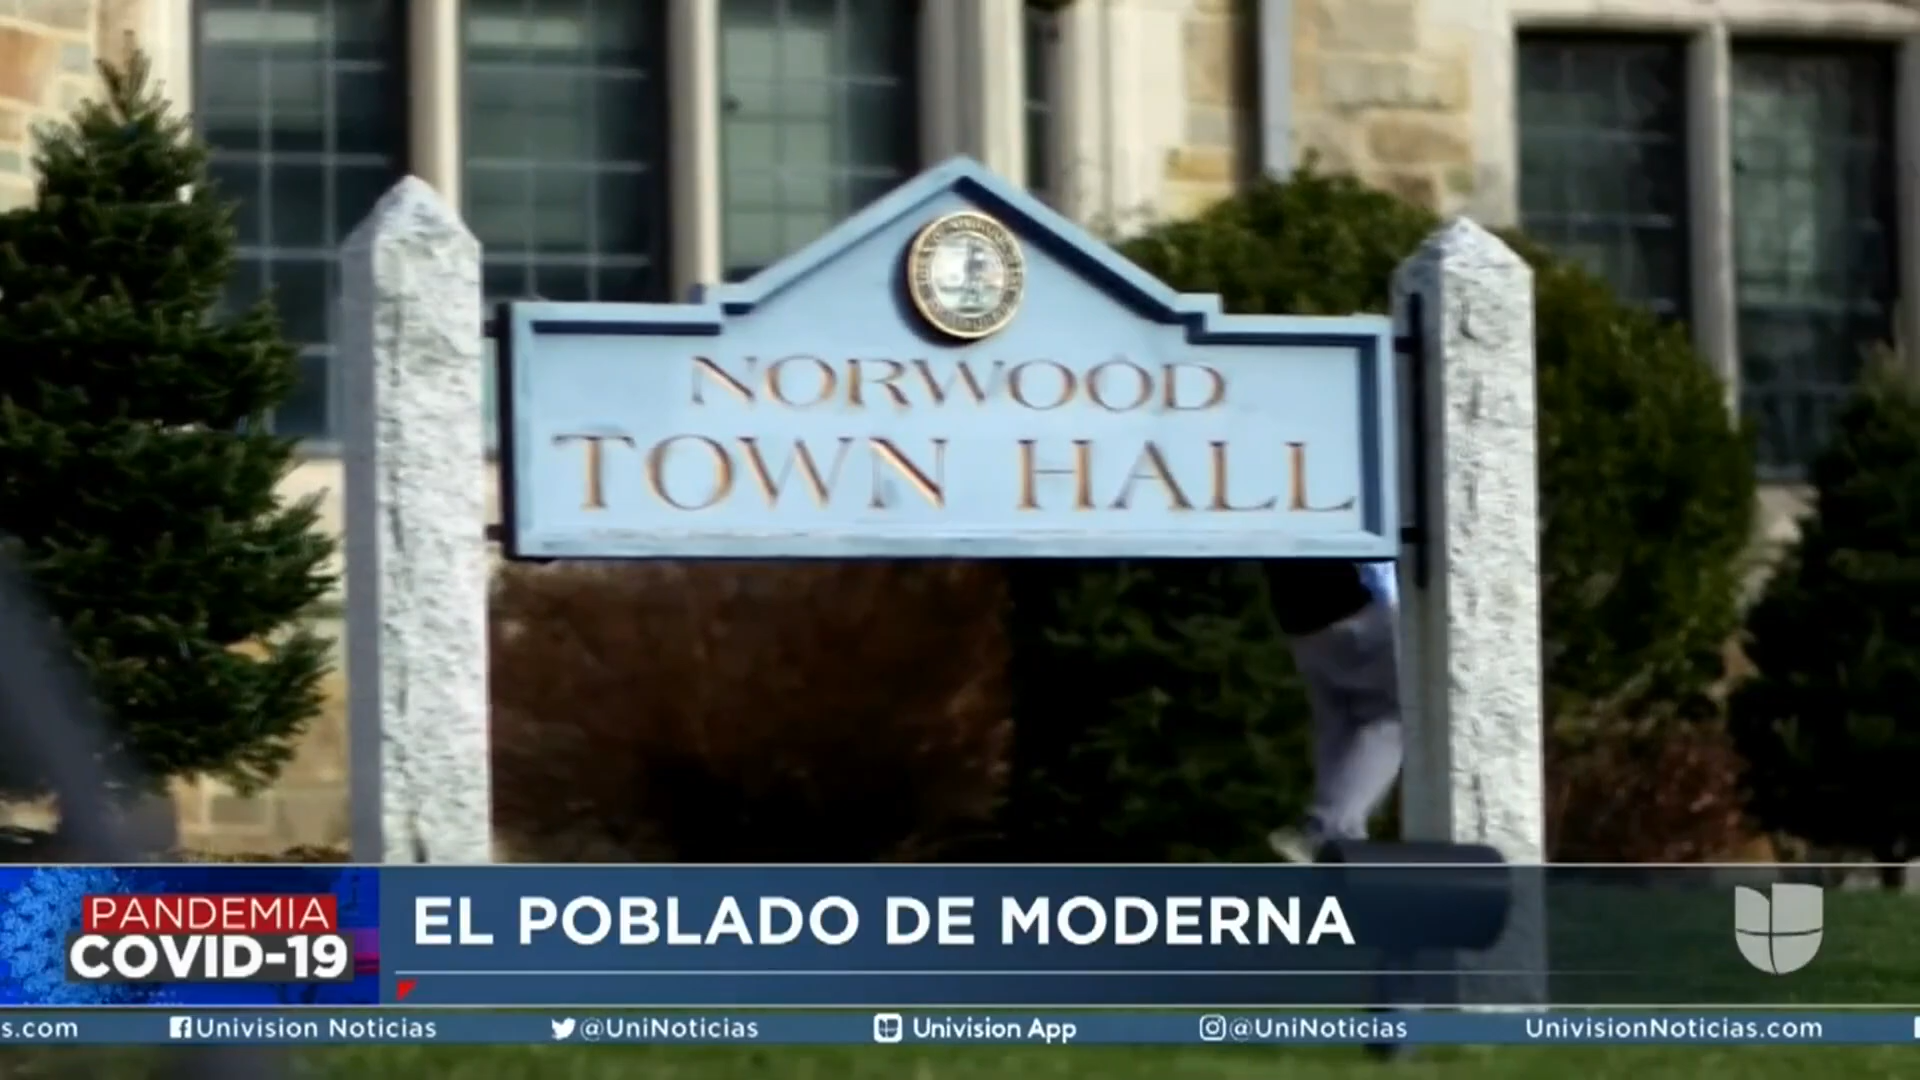 NORWOOD
TOWN HALL
PANDEMIA
COVID-19
EL POBLADO DE MODERNA
s.com Univision Noticias @UniNoticias Univision App @UniNoticias UnivisionNoticias.com